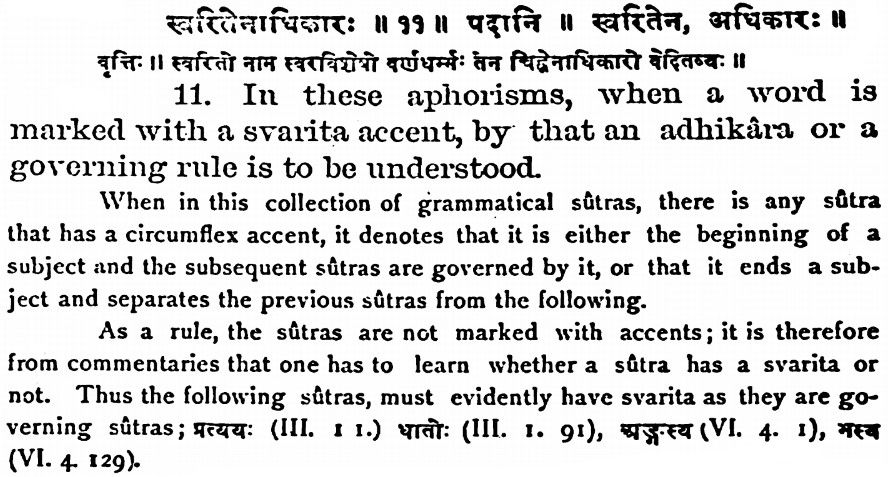 स्वरितेनाधिकारः ॥ ११॥ पदानि ॥ स्वरितेन, अधिकारः ॥
वृत्तिः ॥ स्वरितो नाम स्वरविशेषो वर्णधर्म्मः तेन चिह्नेनाधिकारो वेदितव्यः ॥
11. In these aphorisms, when a word is
marked with a svarita accent, by that an adhikâra or a
governing rule is to be understood.
When in this collection of grammatical sûtras, there is any sûtra
that has a circumflex accent, it denotes that it is either the beginning of a
subject and the subsequent sûtras are governed by it, or that it ends a sub-
ject and separates the previous sûtras from the following.
As a rule, the sûtras are not marked with accents; it is therefore
from commentaries that one has to learn whether a sûtra has a svarita or
not. Thus the following sûtras, must evidently have svarita as they are go-
verning sûtras; प्रत्ययः (III. 1 1.) धातोः (III. 1. 91), अङ्गस्य (VI. 4. 1), भस्य
(VI. 4. 129).